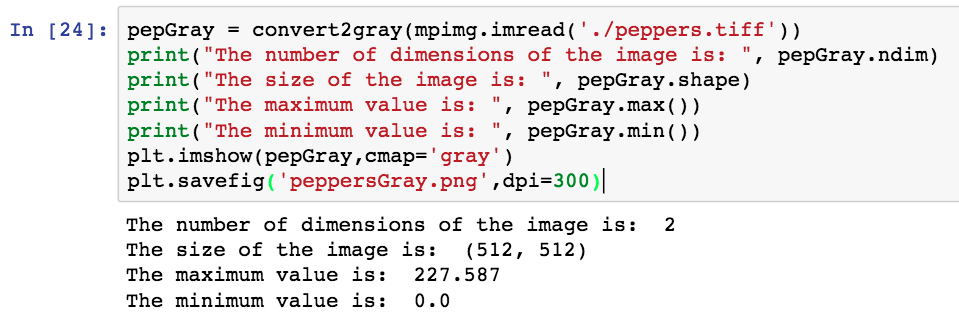 In [24]: pepGray = convert2gray(mpimg.imread('./peppers.tiff'))
print("The number of dimensions of the image is: ", pepGray.ndim)
print("The size of the image is: ", pepGray.shape)
print("The maximum value is: ", pepGray.max())
print("The minimum value is: ", pepGray.min())
plt.imshow(pepGray,cmap='gray')
plt.savefig('peppersGray.png',dpi=300)
The number of dimensions of the image is:  2
The size of the image is:  (512, 512)
The maximum value is:  227.587
The minimum value is:  0.0